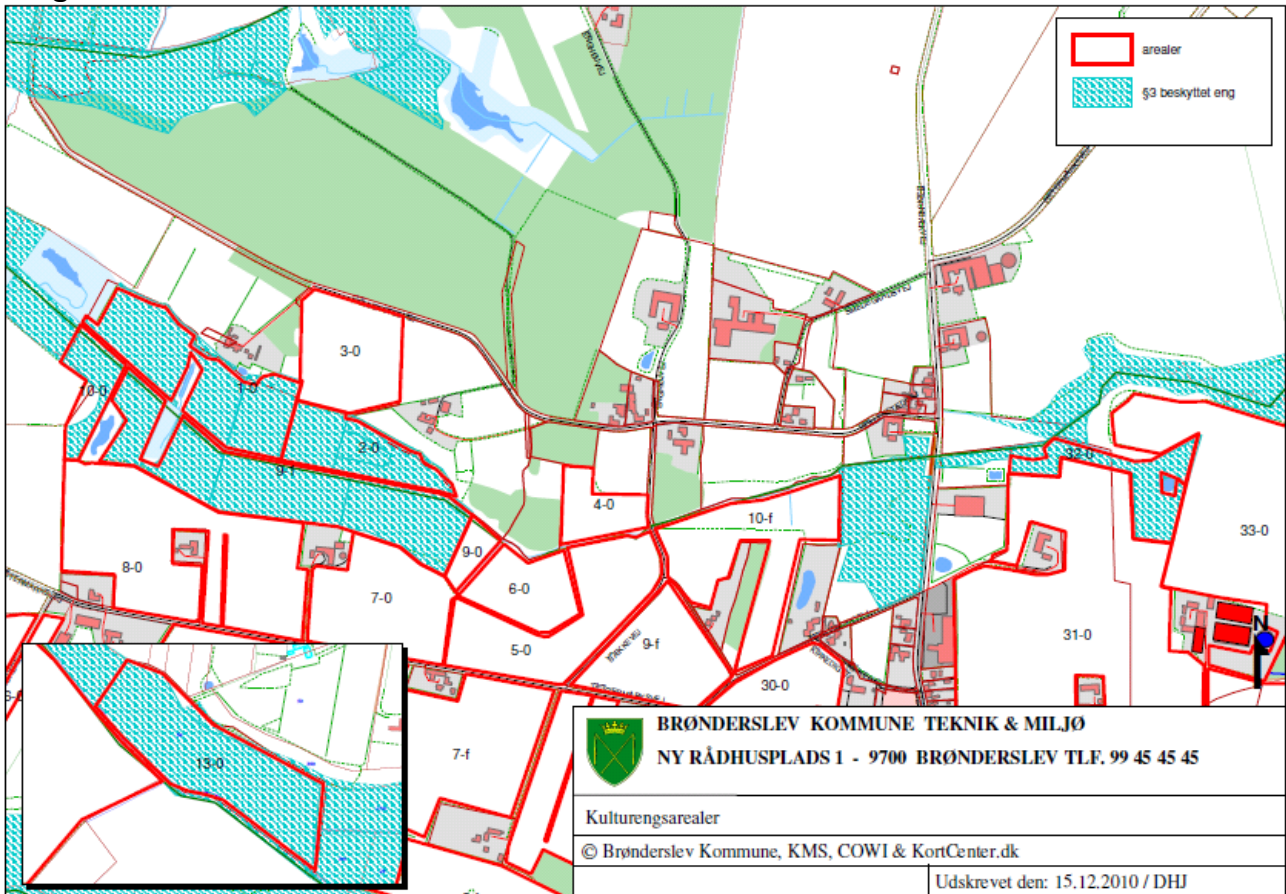 arealer
§3 beskyttet eng
3-0
10-0
1-0
2-0
9-1
4-0
10-f
32-0
33-0
9-0
8-0
6-0
7-0
5-0
9-f
31-0
30-0
N
13-0
7-f
BRØNDERSLEV KOMMUNE TEKNIK & MILJØ
NY RÅDHUSPLADS 1 - 9700 BRØNDERSLEV TLF. 99 45 45 45
Kulturengsarealer
© Brønderslev Kommune, KMS, COWI & KortCenter.dk
Udskrevet den: 15.12.2010 / DHJ